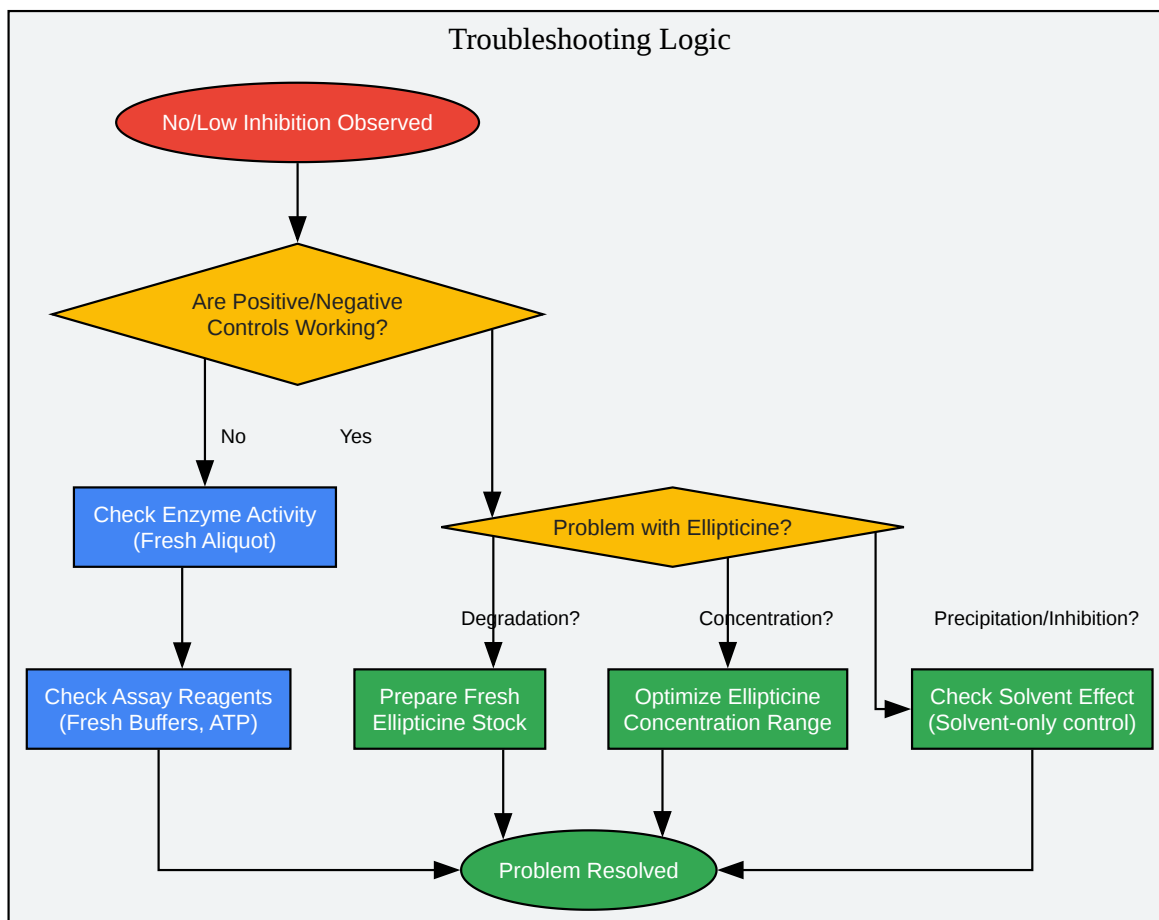 Troubleshooting Logic
No/Low Inhibition Observed
Are Positive/Negative
Controls Working?
No
Yes
Check Enzyme Activity
(Fresh Aliquot)
Problem with Ellipticine?
Degradation?
Concentration?
Precipitation/Inhibition?
Check Assay Reagents
(Fresh Buffers, ATP)
Prepare Fresh
Ellipticine Stock
Optimize Ellipticine
Concentration Range
Check Solvent Effect
(Solvent-only control)
Problem Resolved